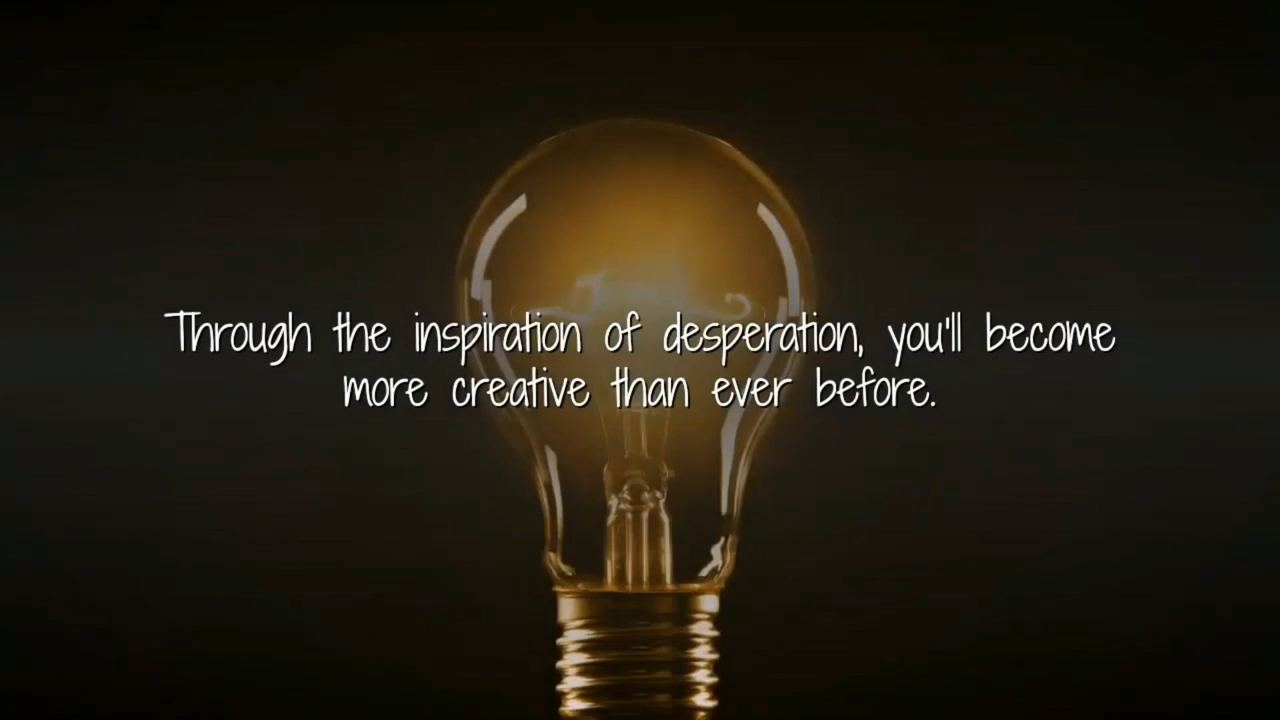 Through the inspiration of desperation, you'll become
more creative than ever before.